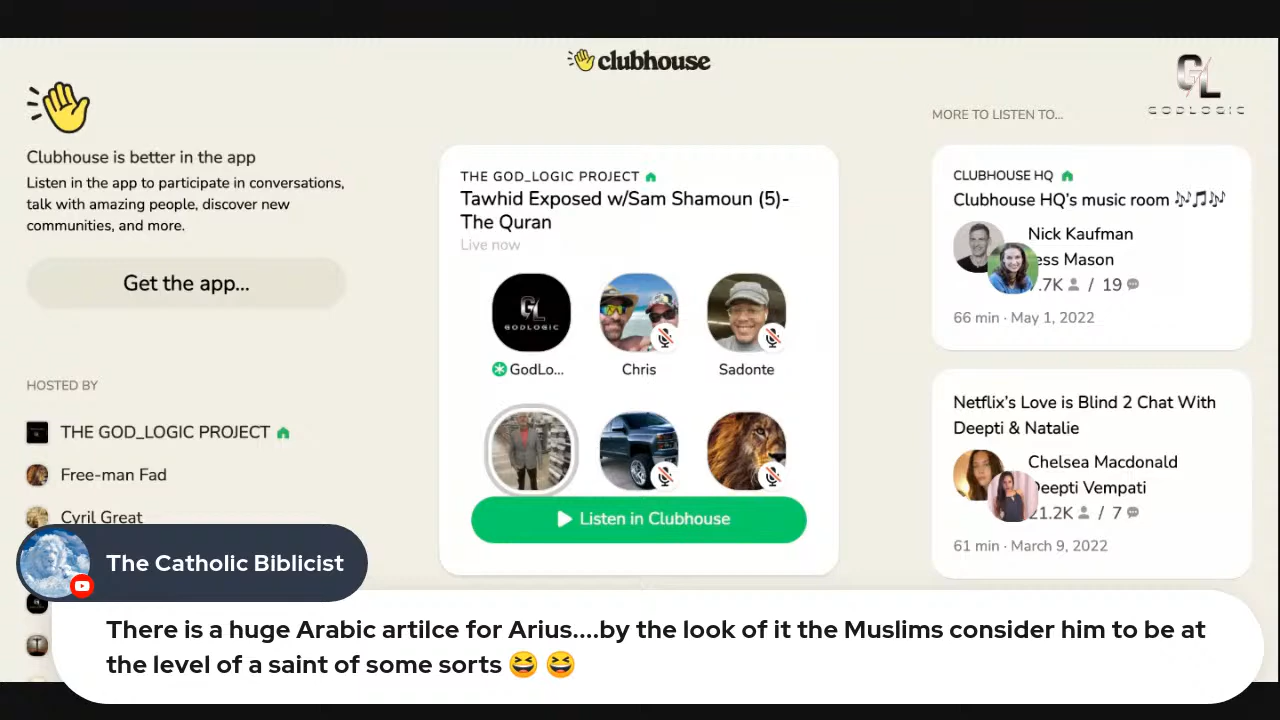 clubhouse
GL
GODLOGIC
Clubhouse is better in the app
Listen in the app to participate in conversations,
talk with amazing people, discover new
communities, and more.
Get the app...
HOSTED BY
THE GOD_LOGIC PROJECT
Free-man Fad
Cyril Great
THE GOD_LOGIC PROJECT
Tawhid Exposed w/Sam Shamoun (5)-
The Quran
Live now
GL
GODLOGIC
GodLo...
Chris
Sadonte
Listen in Clubhouse
MORE TO LISTEN TO...
CLUBHOUSE HQ
Clubhouse HQ's music room 🎶🎵🎶
Nick Kaufman
ess Mason
.7K / 19
66 min · May 1, 2022
Netflix's Love is Blind 2 Chat With
Deepti & Natalie
Chelsea Macdonald
Deepti Vempati
21.2K / 7
61 min · March 9, 2022
The Catholic Biblicist
There is a huge Arabic artilce for Arius....by the look of it the Muslims consider him to be at
the level of a saint of some sorts 😆 😆